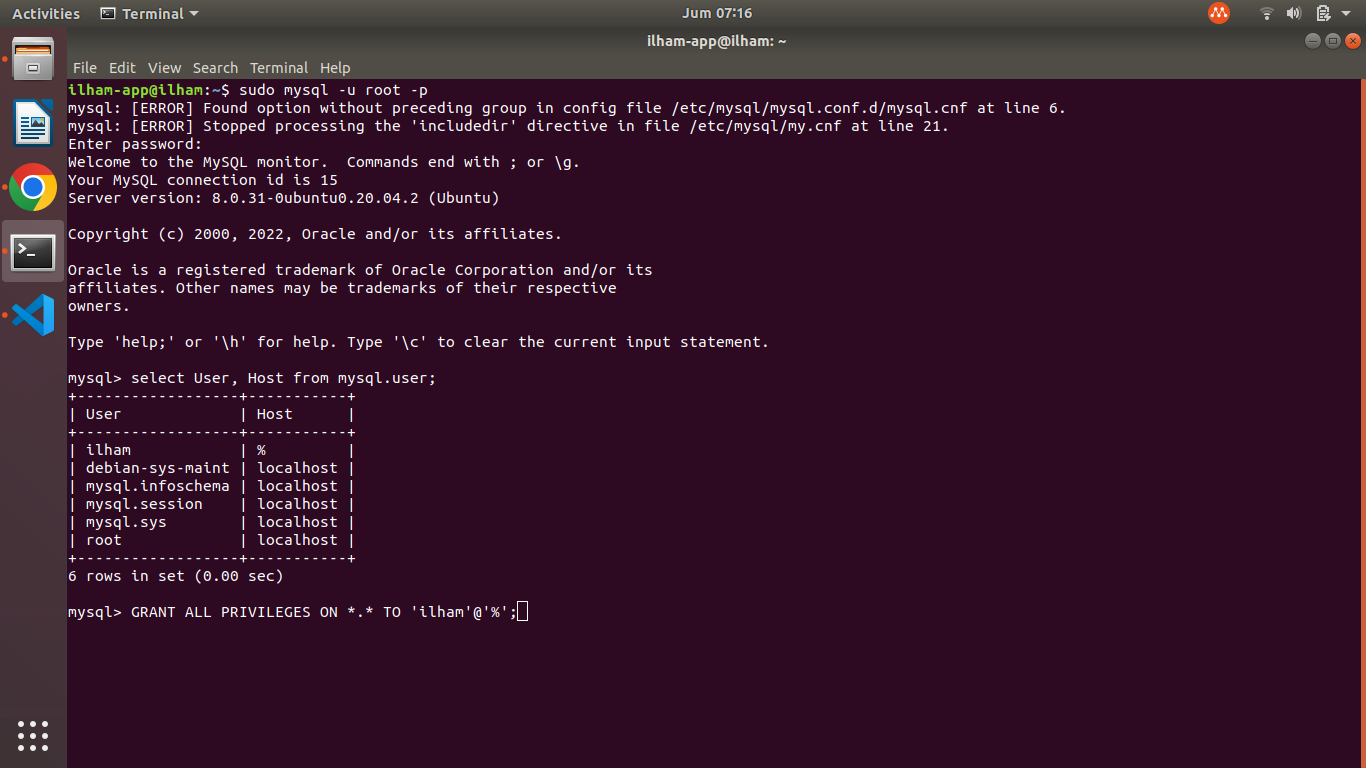 Activities
Terminal
Jum 07:16
ilham-app@ilham: ~
File Edit View Search Terminal Help
ilham-app@ilham:~$ sudo mysql -u root -p
mysql: [ERROR] Found option without preceding group in config file /etc/mysql/mysql.conf.d/mysql.cnf at line 6.
mysql: [ERROR] Stopped processing the 'includedir' directive in file /etc/mysql/my.cnf at line 21.
Enter password:
Welcome to the MySQL monitor.  Commands end with ; or \g.
Your MySQL connection id is 15
Server version: 8.0.31-0ubuntu0.20.04.2 (Ubuntu)
Copyright (c) 2000, 2022, Oracle and/or its affiliates.
Oracle is a registered trademark of Oracle Corporation and/or its
affiliates. Other names may be trademarks of their respective
owners.
Type 'help;' or '\h' for help. Type '\c' to clear the current input statement.
mysql> select User, Host from mysql.user;
+------------------+-----------+
| User             | Host      |
+------------------+-----------+
| ilham            | %         |
| debian-sys-maint | localhost |
| mysql.infoschema | localhost |
| mysql.session    | localhost |
| mysql.sys        | localhost |
| root             | localhost |
+------------------+-----------+
6 rows in set (0.00 sec)
mysql> GRANT ALL PRIVILEGES ON *.* TO 'ilham'@'%';